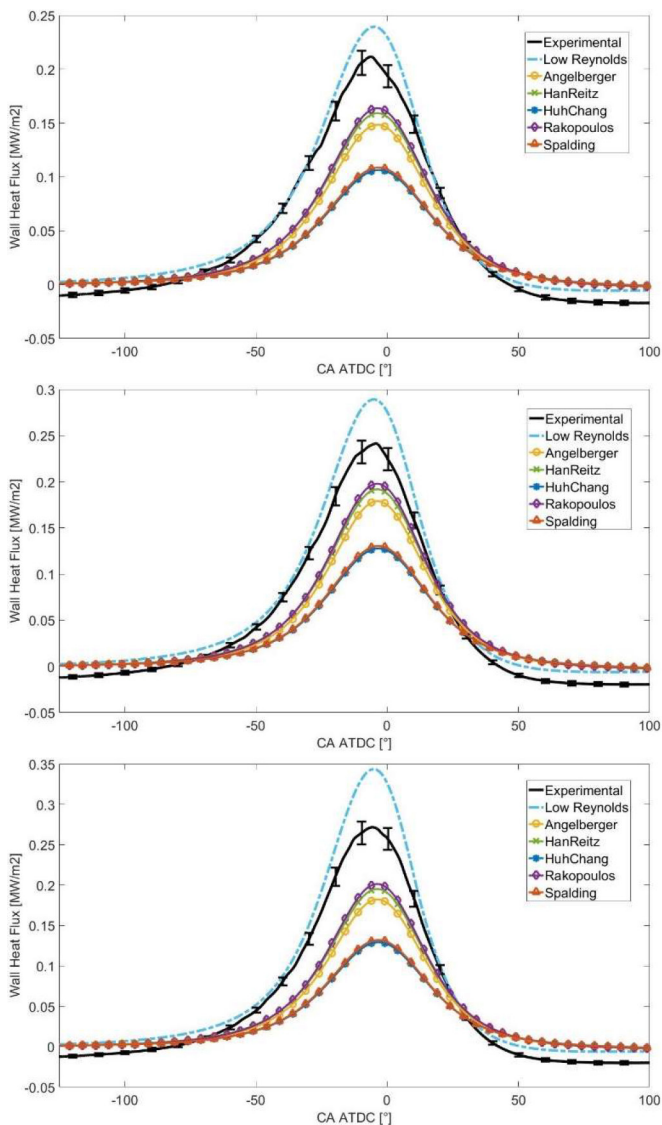 0.25
0.2
0.15
0.1
0.05
0
-0.05
Wall Heat Flux [MW/m2]
Experimental
Low Reynolds
Angelberger
HanReitz
HuhChang
Rakopoulos
Spalding
-100 -50 0 50 100
CA ATDC [°]
0.3
0.25
0.2
0.15
0.1
0.05
0
-0.05
Wall Heat Flux [MW/m2]
Experimental
Low Reynolds
Angelberger
HanReitz
HuhChang
Rakopoulos
Spalding
-100 -50 0 50 100
CA ATDC [°]
0.35
0.3
0.25
0.2
0.15
0.1
0.05
0
-0.05
Wall Heat Flux [MW/m2]
Experimental
Low Reynolds
Angelberger
HanReitz
HuhChang
Rakopoulos
Spalding
-100 -50 0 50 100
CA ATDC [°]